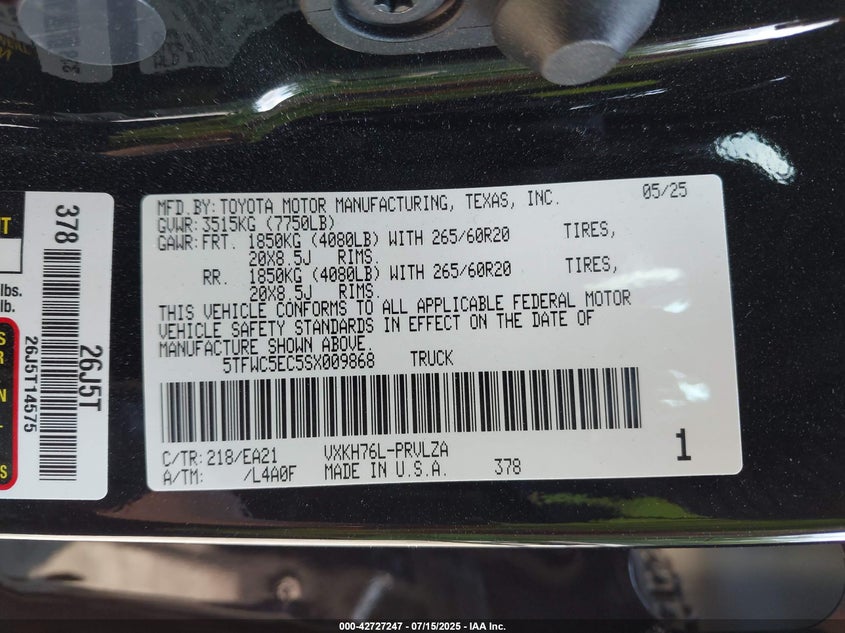 MFD.BY: TOYOTA MOTOR MANUFACTURING, TEXAS, INC. 05/25
GVWR: 3515KG (7750LB)
GAWR: FRT. 1850KG (4080LB) WITH 265/60R20 TIRES,
20X8.5J RIMS.
RR. 1850KG (4080LB) WITH 265/60R20 TIRES,
20X8.5J RIMS.
THIS VEHICLE CONFORMS TO ALL APPLICABLE FEDERAL MOTOR
VEHICLE SAFETY STANDARDS IN EFFECT ON THE DATE OF
MANUFACTURE SHOWN ABOVE.
5TFWC5EC5SX009868 TRUCK
C/TR: 218/EA21 VXKH76L-PRVLZA
A/TM: /L4A0F MADE IN U.S.A. 378
1
378
26J5T
26J5T14575
lbs.
lb.
000-42727247 - 07/15/2025 - IAA Inc.